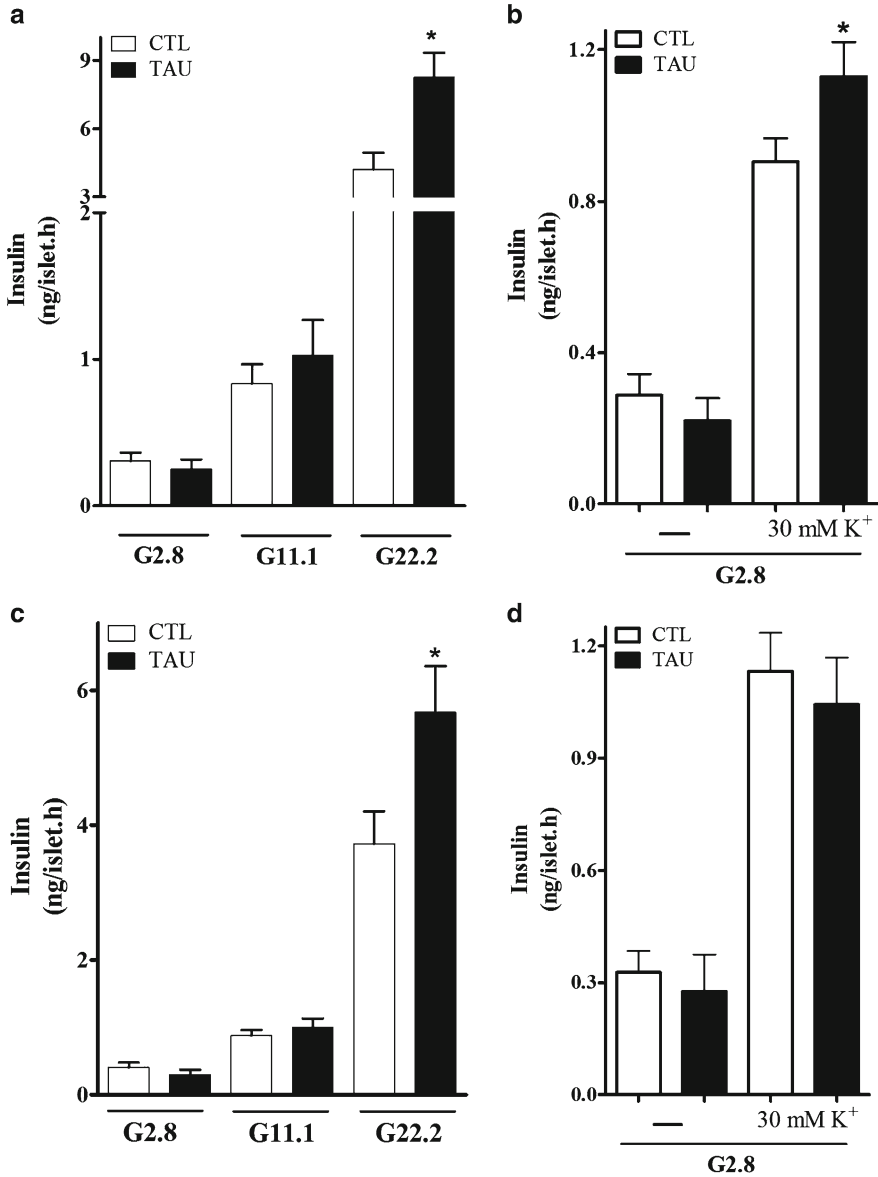 a
CTL
TAU
*
9
6
3
2
1
0
Insulin
(ng/islet.h)
G2.8 G11.1 G22.2
b
CTL
TAU
*
1.2
0.8
0.4
0.0
Insulin
(ng/islet.h)
— 30 mM K⁺
G2.8
c
CTL
TAU
*
6
4
2
0
Insulin
(ng/islet.h)
G2.8 G11.1 G22.2
d
CTL
TAU
1.2
0.9
0.6
0.3
0.0
Insulin
(ng/islet.h)
— 30 mM K⁺
G2.8